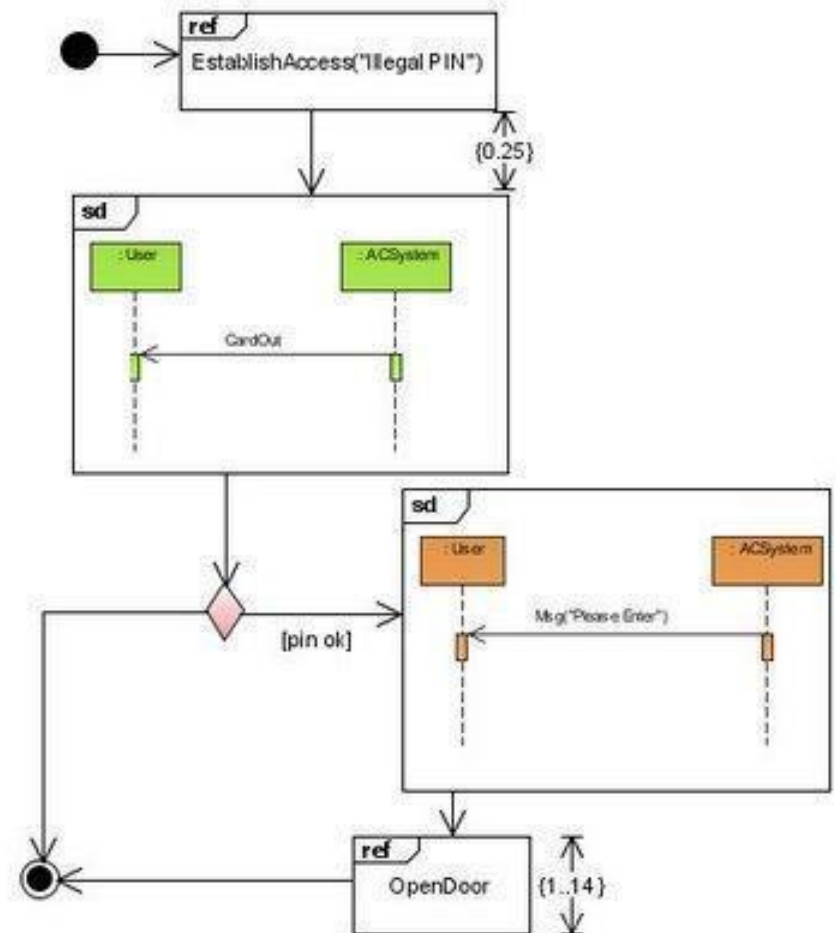 ref
EstablishAccess("Illegal PIN")
{0.25}
sd
: User
: ACSystem
CardOut
sd
: User
: ACSystem
Msg("Please Enter")
[pin ok]
ref
OpenDoor
{1..14}